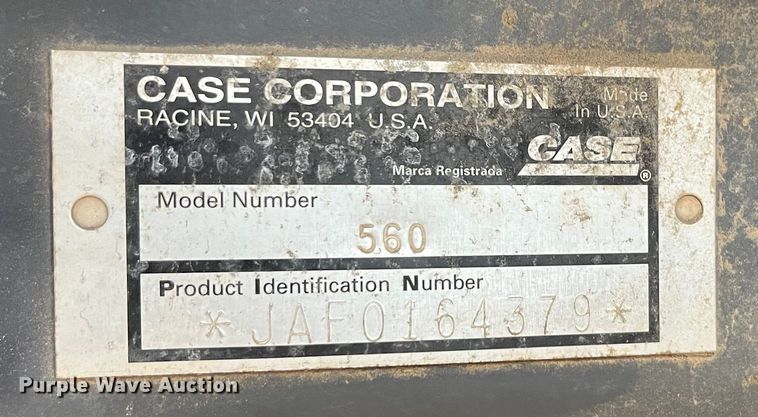 CASE CORPORATION
Made
In U.S.A.
RACINE, WI 53404 U.S.A.
CASE
Marca Registrada
®
Model Number
560
Product Identification Number
*JAF0164379*
Purple Wave Auction